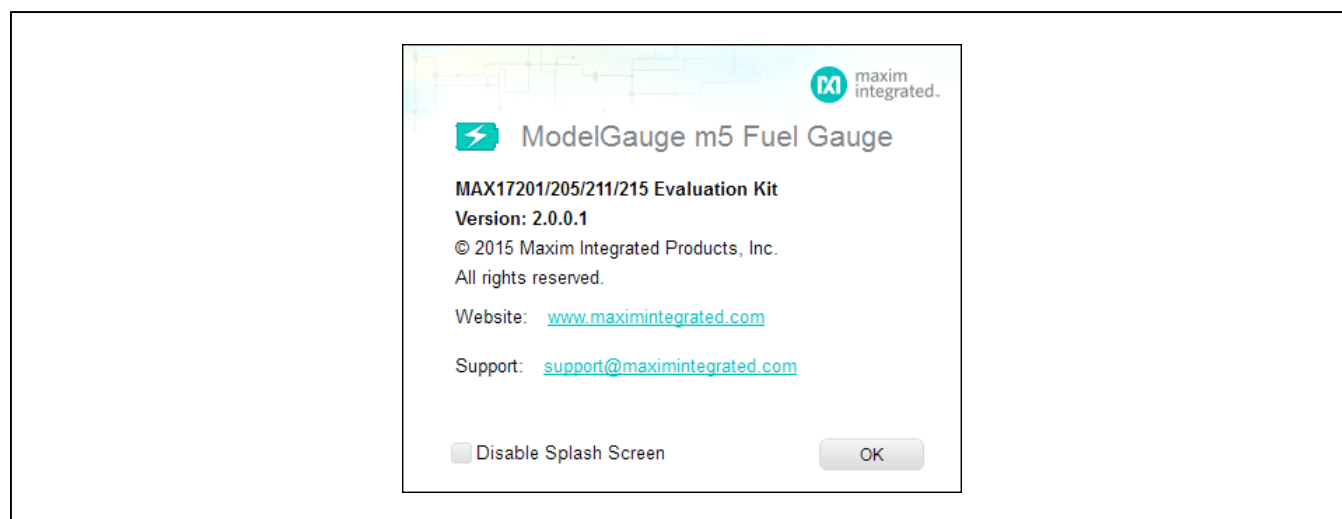 maxim
integrated™
ModelGauge m5 Fuel Gauge
MAX17201/205/211/215 Evaluation Kit
Version: 2.0.0.1
© 2015 Maxim Integrated Products, Inc.
All rights reserved.
Website: www.maximintegrated.com
Support: support@maximintegrated.com
Disable Splash Screen
OK